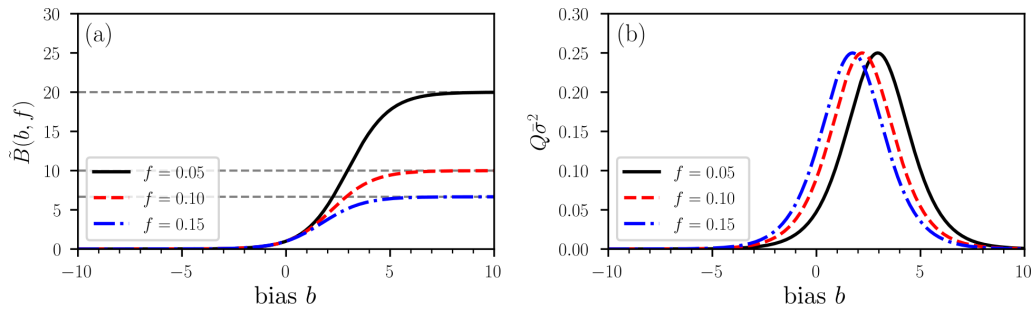 (a)
30
25
20
15
10
5
0
B̃(b, f)
f = 0.05
f = 0.10
f = 0.15
−10 −5 0 5 10
bias b
(b)
0.30
0.25
0.20
0.15
0.10
0.05
0.00
Qσ̄²
f = 0.05
f = 0.10
f = 0.15
−10 −5 0 5 10
bias b